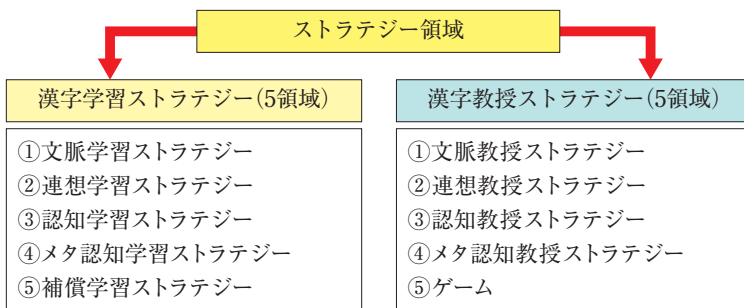 ストラテジー領域
漢字学習ストラテジー(5領域)
①文脈学習ストラテジー
②連想学習ストラテジー
③認知学習ストラテジー
④メタ認知学習ストラテジー
⑤補償学習ストラテジー
漢字教授ストラテジー(5領域)
①文脈教授ストラテジー
②連想教授ストラテジー
③認知教授ストラテジー
④メタ認知教授ストラテジー
⑤ゲーム